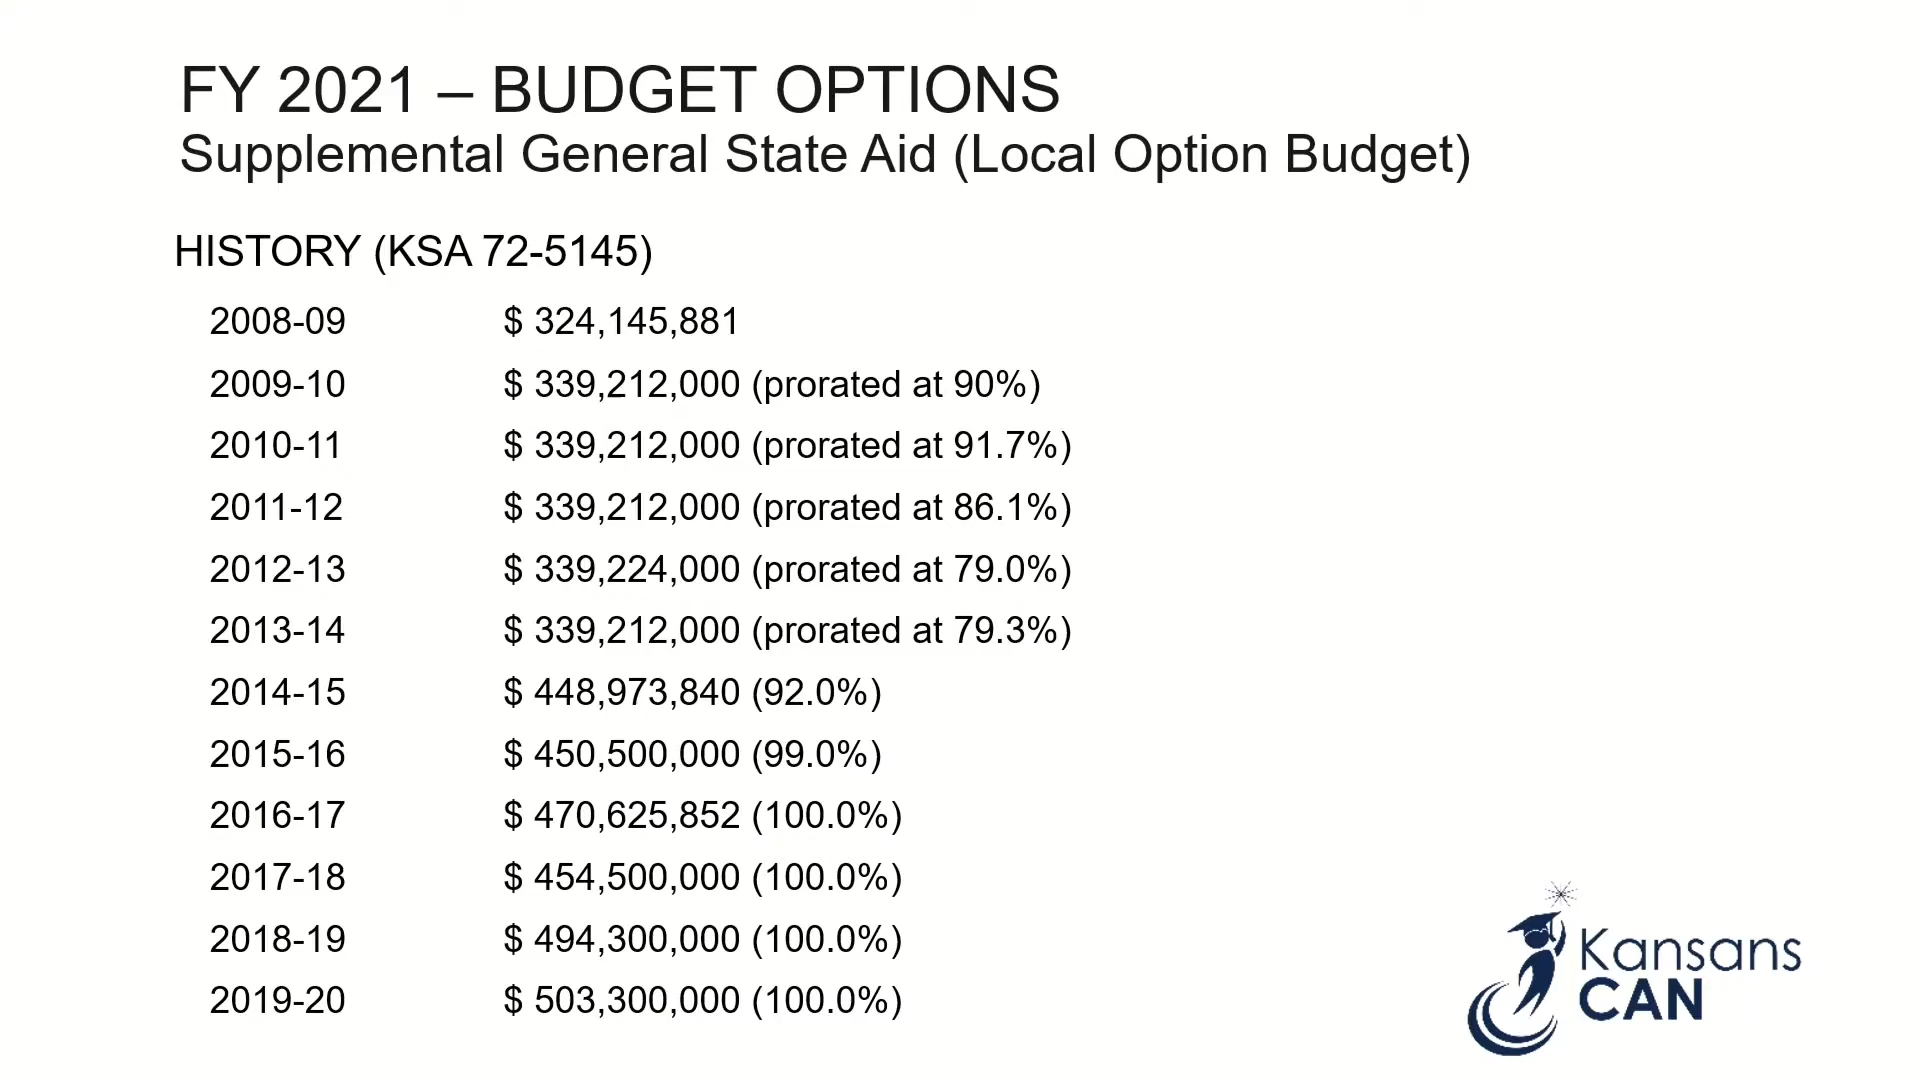 FY 2021 – BUDGET OPTIONS
Supplemental General State Aid (Local Option Budget)
HISTORY (KSA 72-5145)
2008-09 $ 324,145,881
2009-10 $ 339,212,000 (prorated at 90%)
2010-11 $ 339,212,000 (prorated at 91.7%)
2011-12 $ 339,212,000 (prorated at 86.1%)
2012-13 $ 339,224,000 (prorated at 79.0%)
2013-14 $ 339,212,000 (prorated at 79.3%)
2014-15 $ 448,973,840 (92.0%)
2015-16 $ 450,500,000 (99.0%)
2016-17 $ 470,625,852 (100.0%)
2017-18 $ 454,500,000 (100.0%)
2018-19 $ 494,300,000 (100.0%)
2019-20 $ 503,300,000 (100.0%)
Kansans
CAN